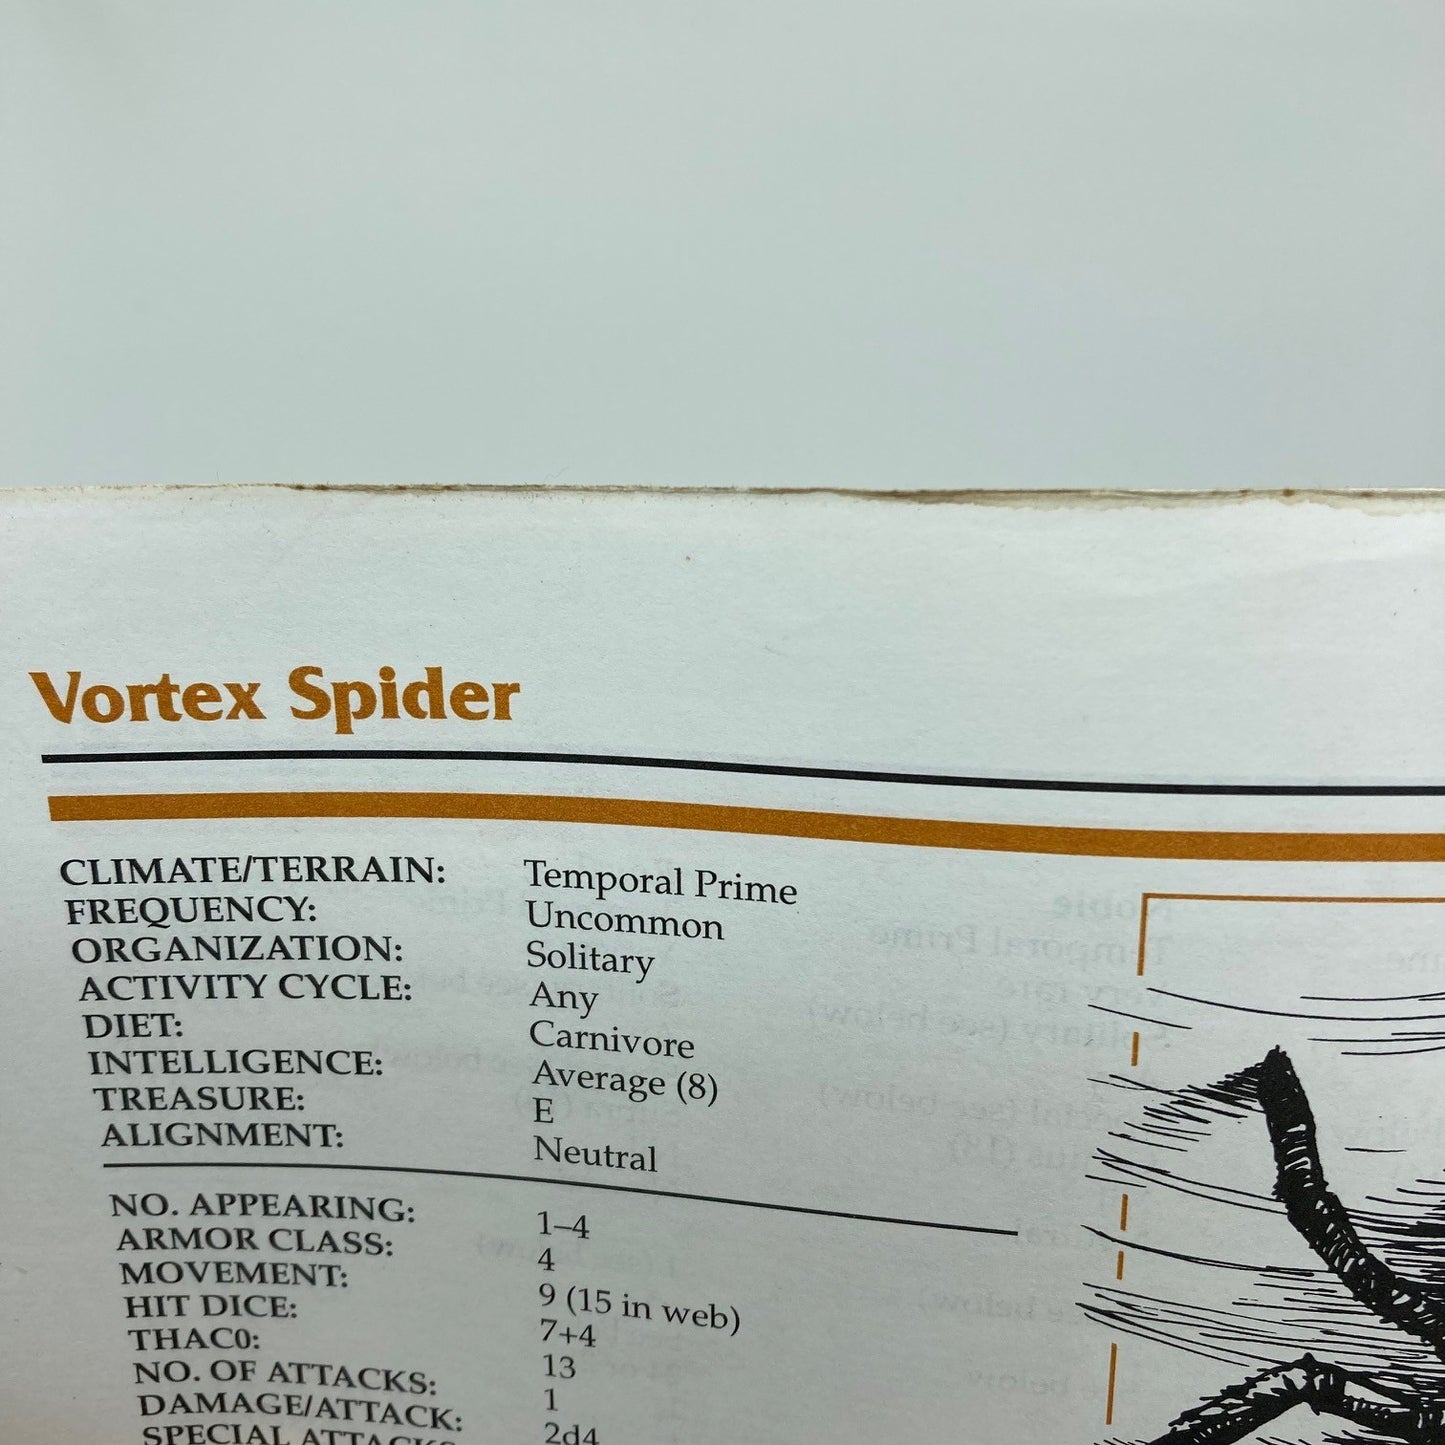 Vortex Spider
CLIMATE/TERRAIN: Temporal Prime
FREQUENCY: Uncommon
ORGANIZATION: Solitary
ACTIVITY CYCLE: Any
DIET: Carnivore
INTELLIGENCE: Average (8)
TREASURE: E
ALIGNMENT: Neutral
NO. APPEARING: 1–4
ARMOR CLASS: 4
MOVEMENT: 9 (15 in web)
HIT DICE: 7+4
THAC0: 13
NO. OF ATTACKS: 1
DAMAGE/ATTACK: 2d4
SPECIAL ATTACKS